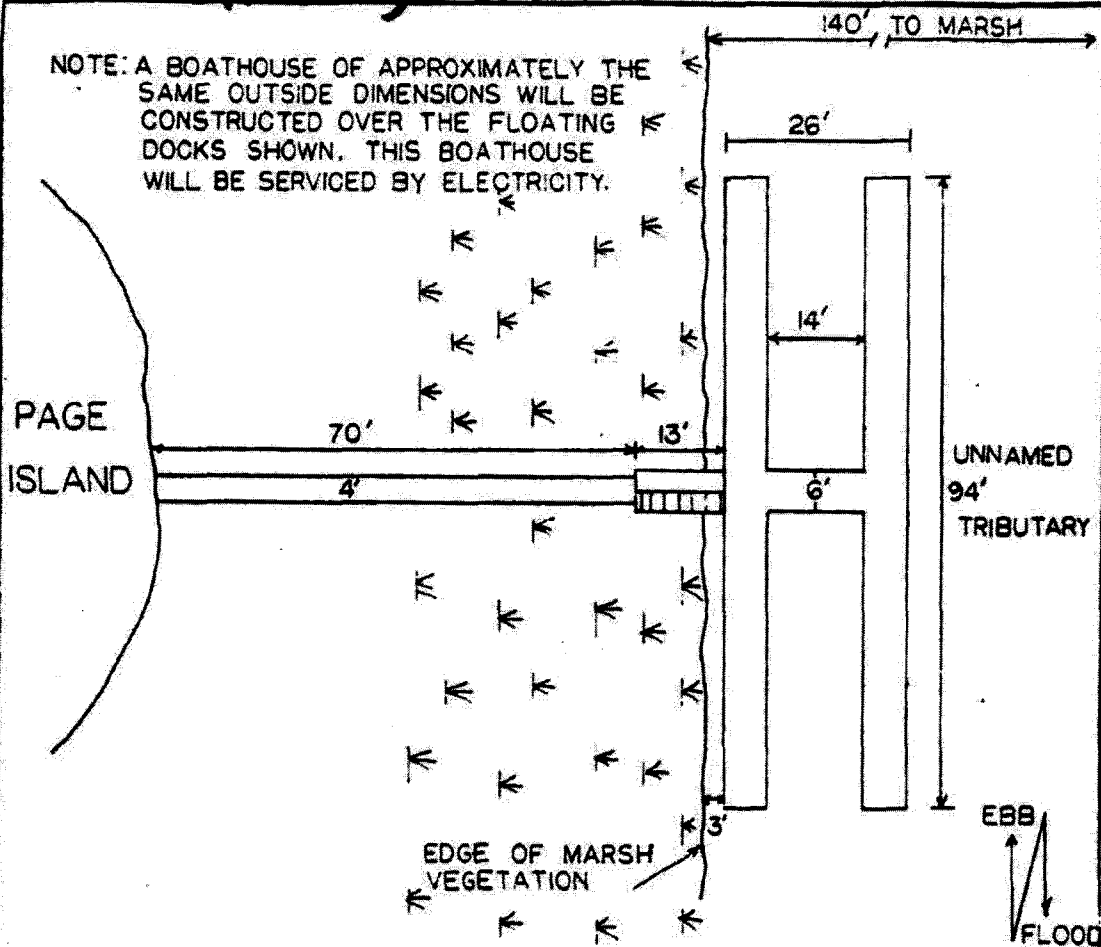 140' TO MARSH
NOTE: A BOATHOUSE OF APPROXIMATELY THE
SAME OUTSIDE DIMENSIONS WILL BE
CONSTRUCTED OVER THE FLOATING
DOCKS SHOWN. THIS BOATHOUSE
WILL BE SERVICED BY ELECTRICITY.
26'
14'
PAGE
ISLAND
70'
13'
4'
6'
UNNAMED
94'
TRIBUTARY
3'
EDGE OF MARSH
VEGETATION
EBB
FLOOD